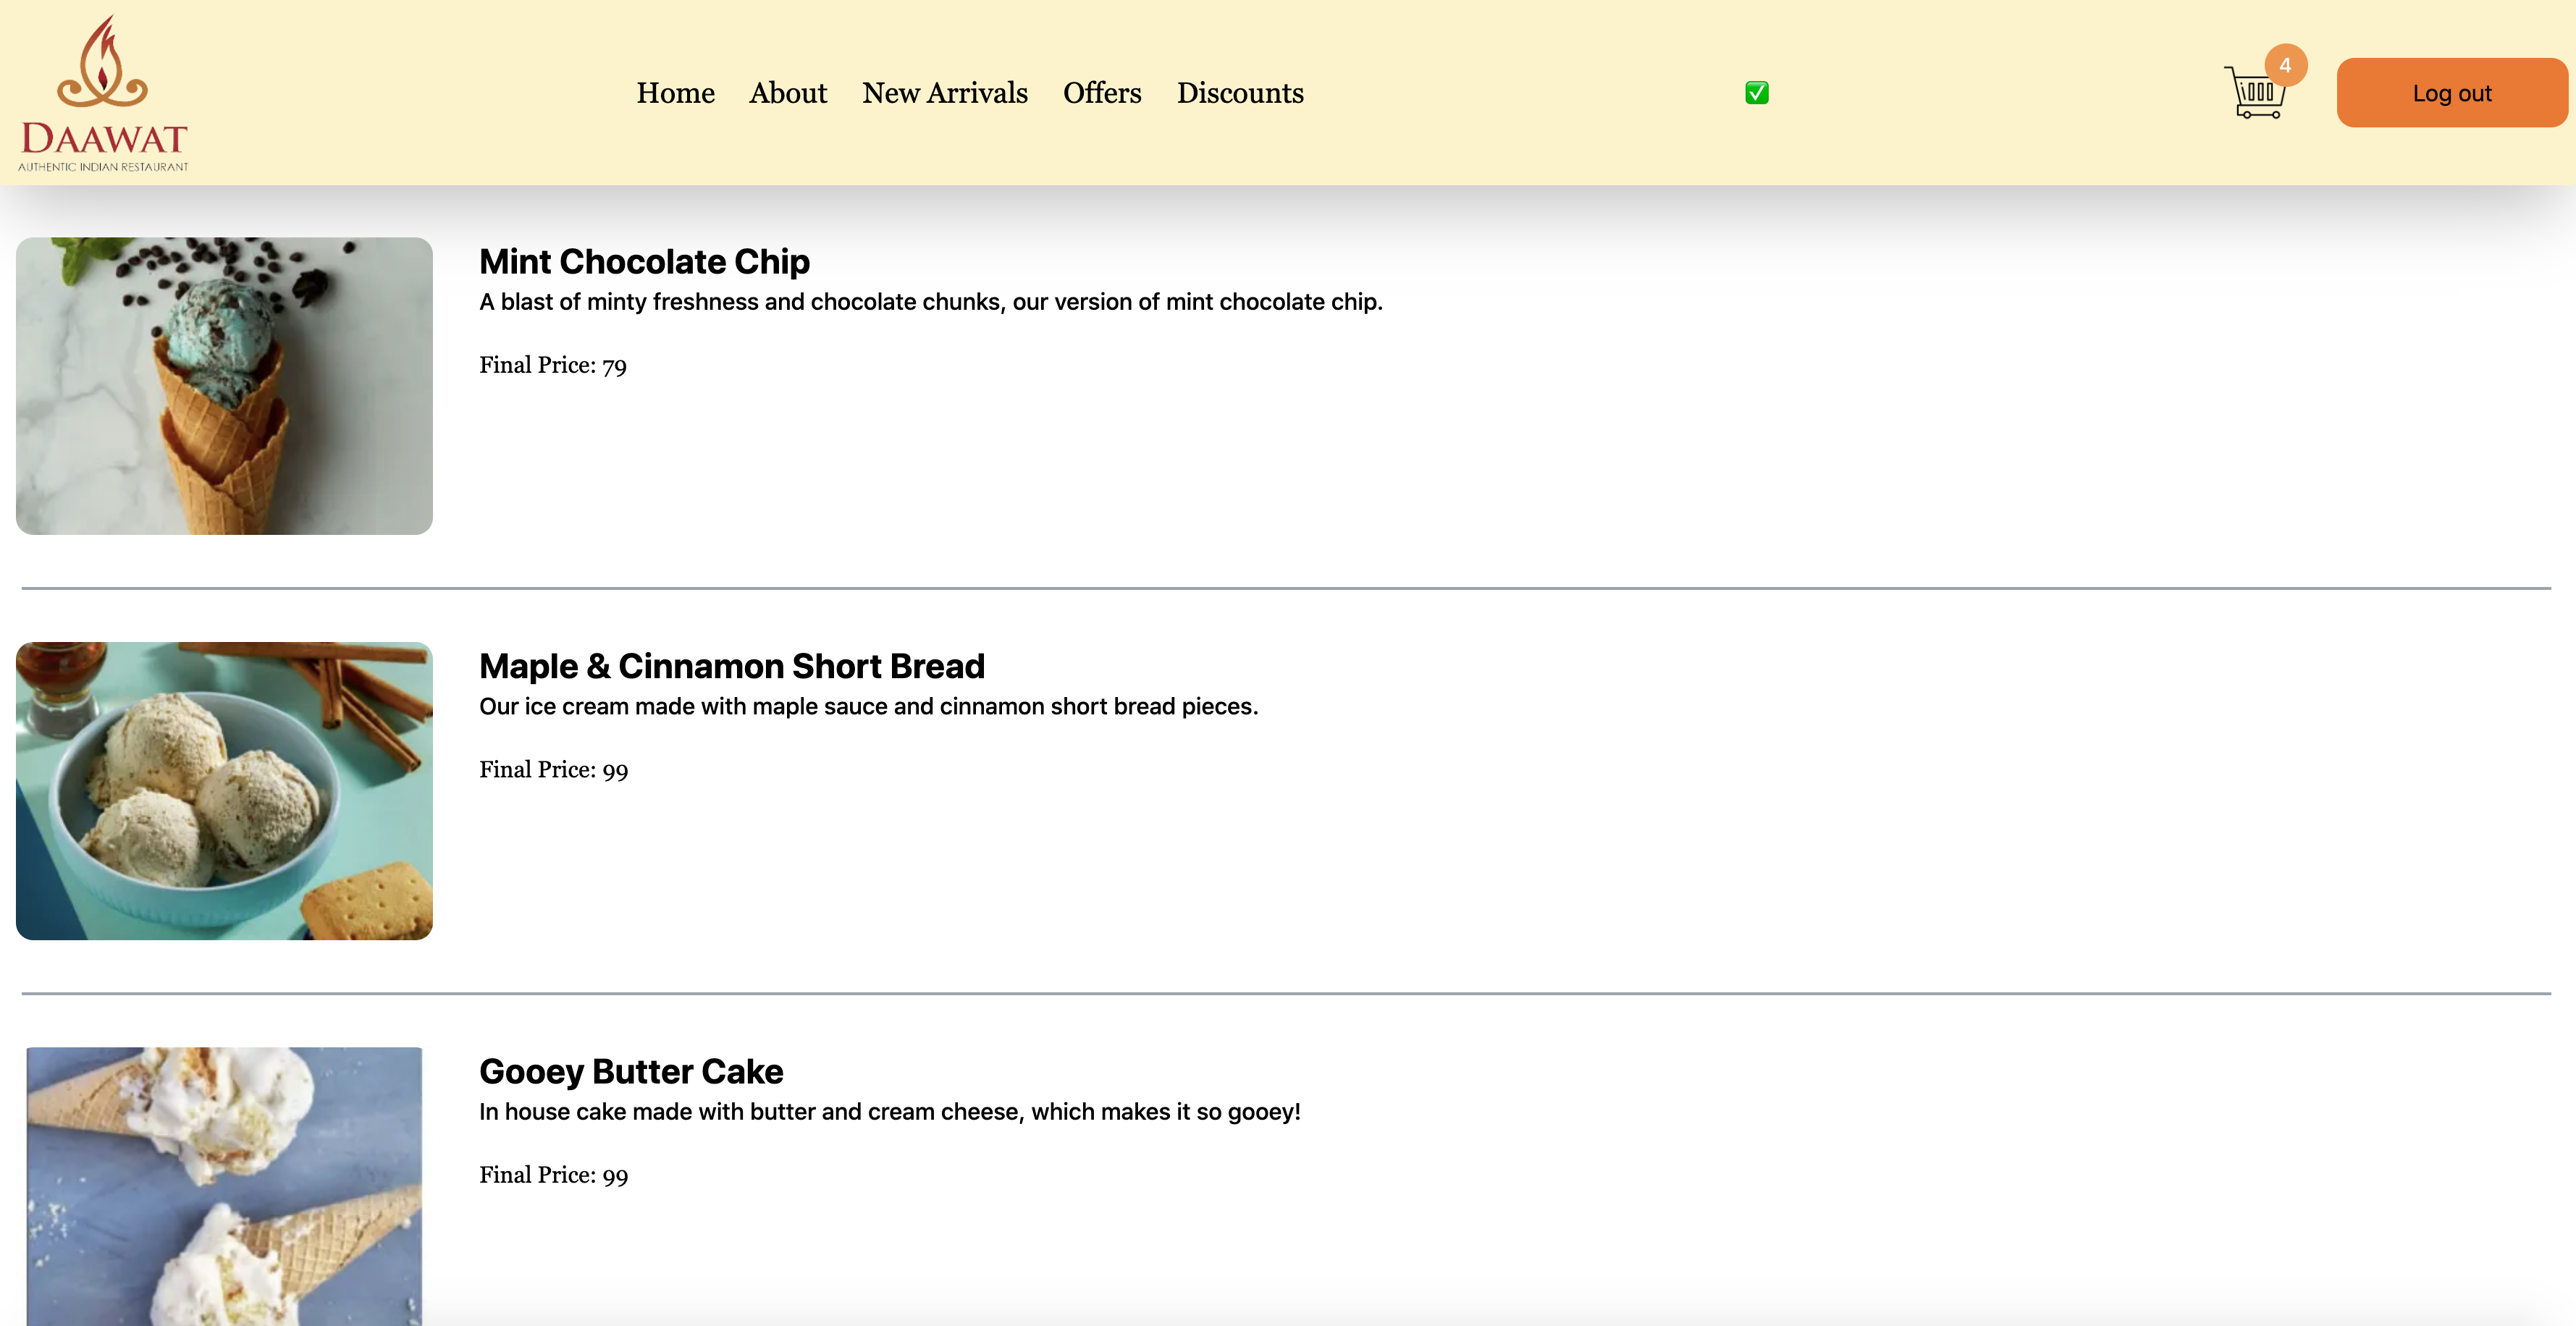 DAAWAT
AUTHENTIC INDIAN RESTAURANT
Home About New Arrivals Offers Discounts
4
Log out
Mint Chocolate Chip
A blast of minty freshness and chocolate chunks, our version of mint chocolate chip.
Final Price: 79
Maple & Cinnamon Short Bread
Our ice cream made with maple sauce and cinnamon short bread pieces.
Final Price: 99
Gooey Butter Cake
In house cake made with butter and cream cheese, which makes it so gooey!
Final Price: 99